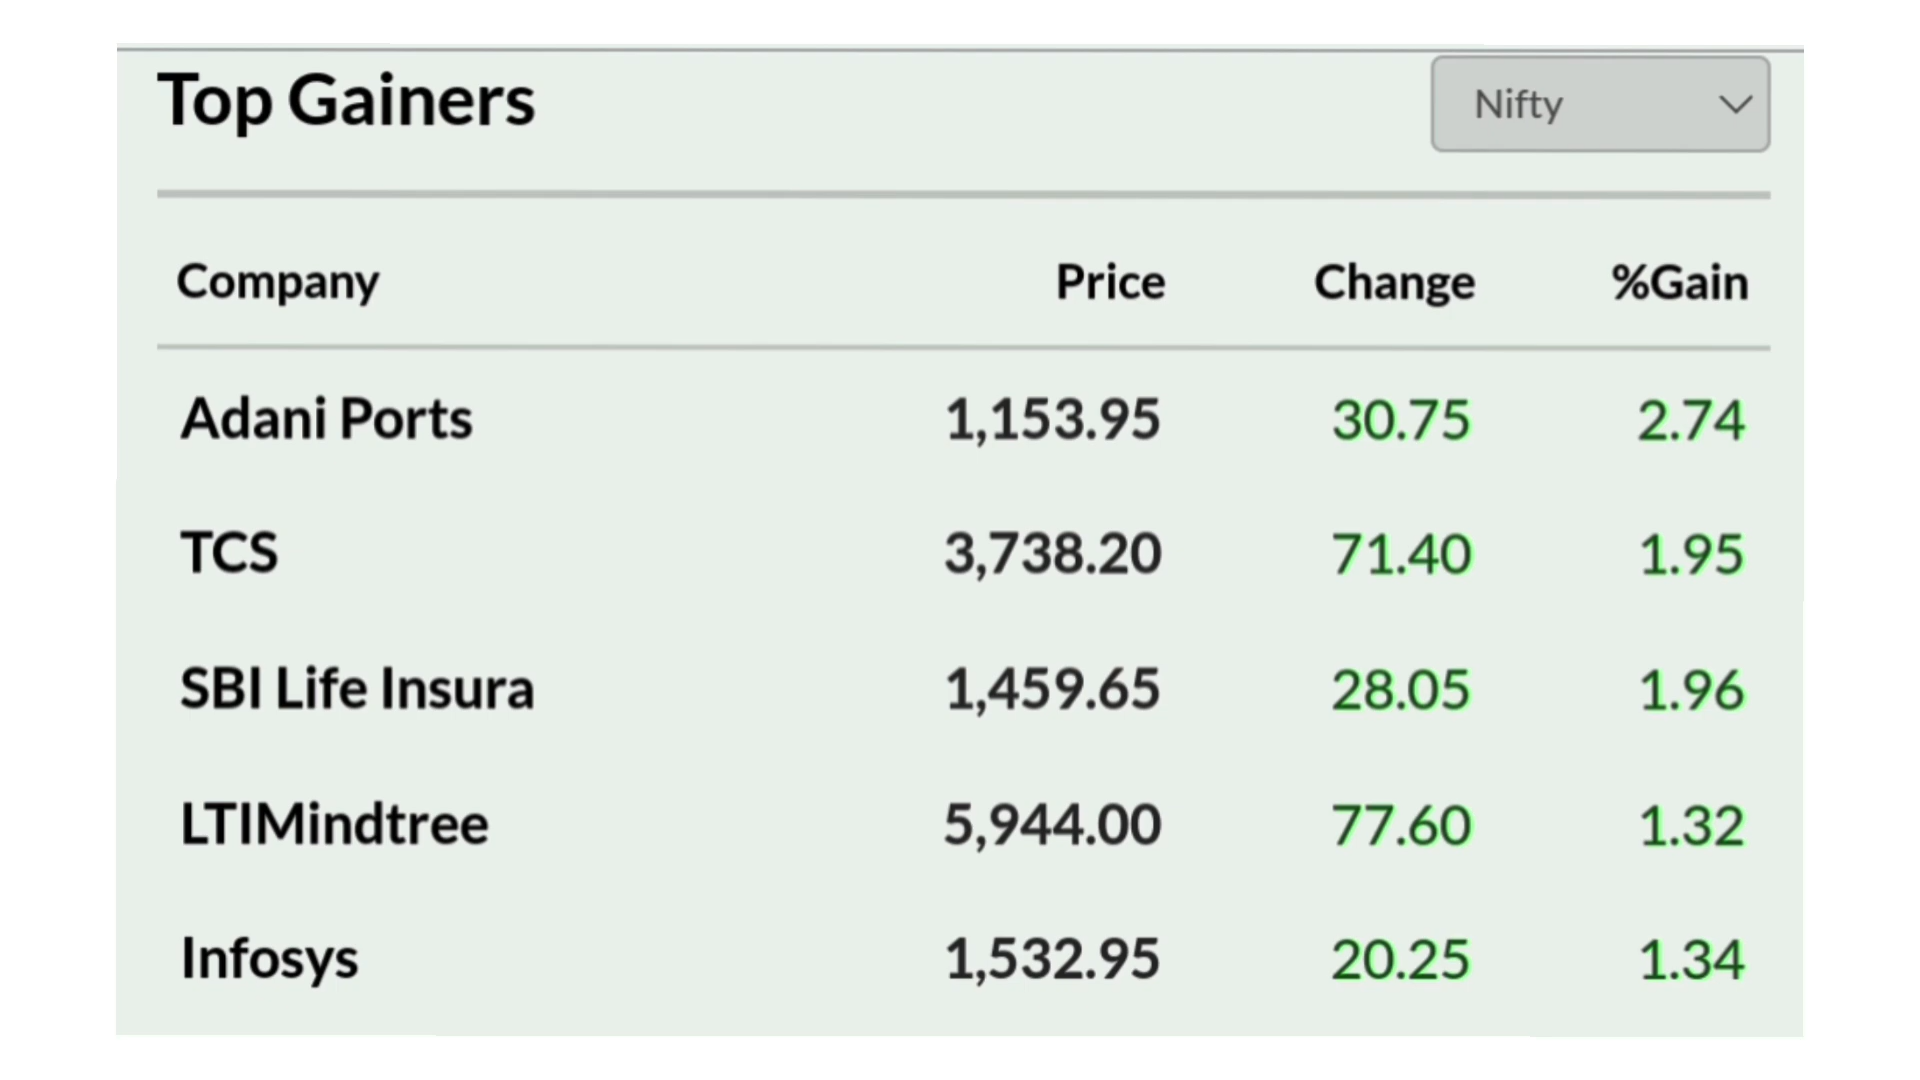 Top Gainers Nifty
Company Price Change %Gain
Adani Ports 1,153.95 30.75 2.74
TCS 3,738.20 71.40 1.95
SBI Life Insura 1,459.65 28.05 1.96
LTIMindtree 5,944.00 77.60 1.32
Infosys 1,532.95 20.25 1.34